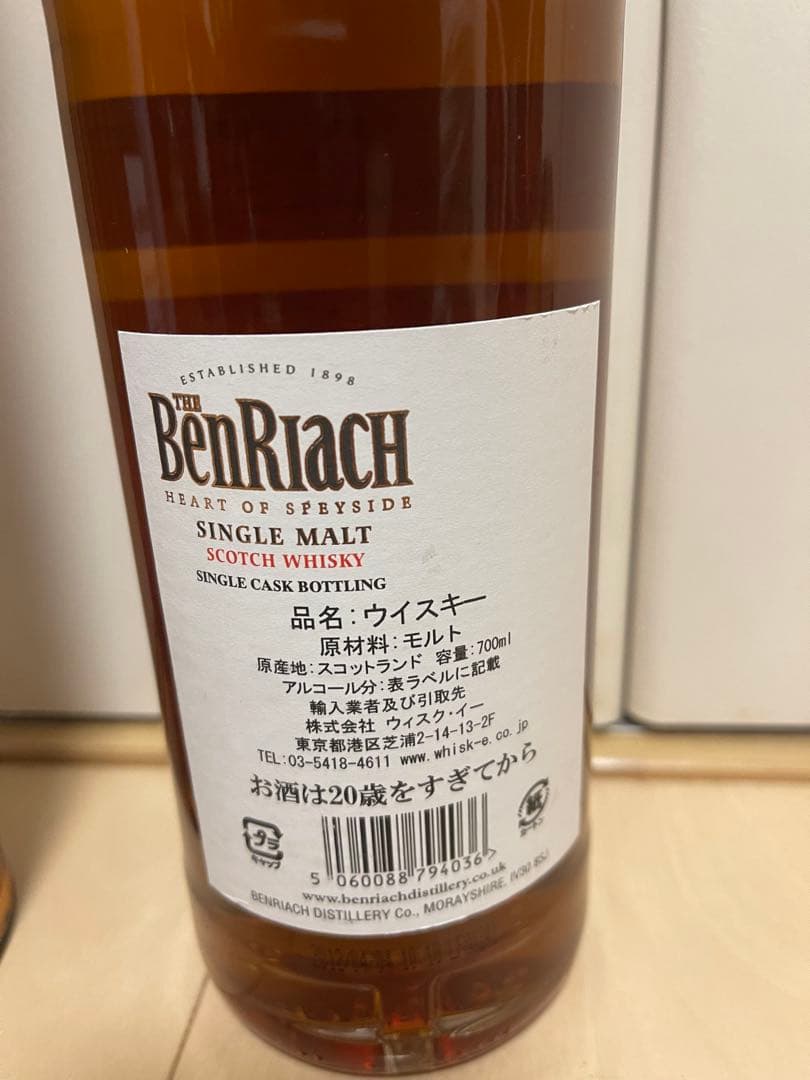 ESTABLISHED 1898
THE
BENRIACH
HEART OF SPEYSIDE
SINGLE MALT
SCOTCH WHISKY
SINGLE CASK BOTTLING
品名:ウイスキー
原材料:モルト
原産地:スコットランド 容量:700ml
アルコール分:表ラベルに記載
輸入業者及び引取先
株式会社 ウィスク・イー
東京都港区芝浦2-14-13-2F
TEL:03-5418-4611 www.whisk-e.co.jp
お酒は20歳をすぎてから
プラ
キャップ
紙
カートン
5 060088 794036 >
www.benriachdistillery.co.uk
BENRIACH DISTILLERY Co., MORAYSHIRE, IV30 8SJ